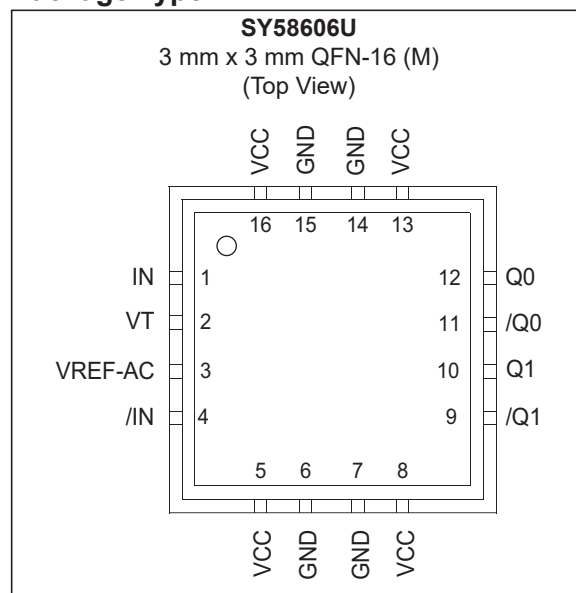 SY58606U
3 mm x 3 mm QFN-16 (M)
(Top View)
VCC GND GND VCC
16 15 14 13
IN 1 12 Q0
VT 2 11 /Q0
VREF-AC 3 10 Q1
/IN 4 9 /Q1
5 6 7 8
VCC GND GND VCC